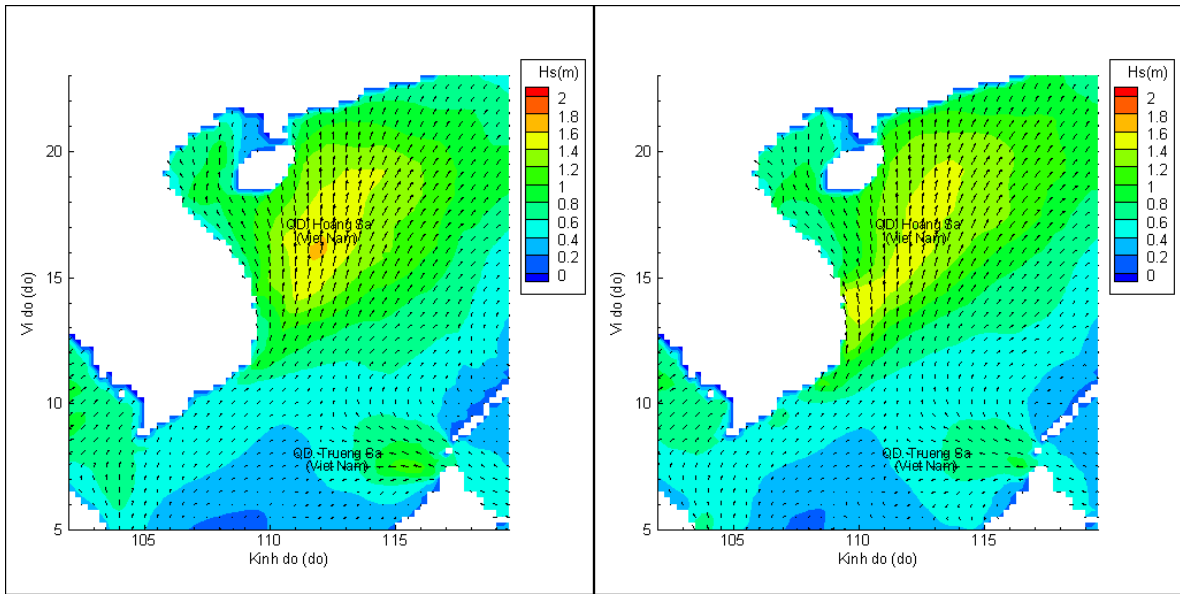 Hs(m)
2
1.8
1.6
1.4
1.2
1
0.8
0.6
0.4
0.2
0
20
15
10
5
Vi do (do)
QD. Hoang Sa
(Viet Nam)
QD. Truong Sa
(Viet Nam)
105
110
115
Kinh do (do)
Hs(m)
2
1.8
1.6
1.4
1.2
1
0.8
0.6
0.4
0.2
0
20
15
10
5
Vi do (do)
QD. Hoang Sa
(Viet Nam)
QD. Truong Sa
(Viet Nam)
105
110
115
Kinh do (do)